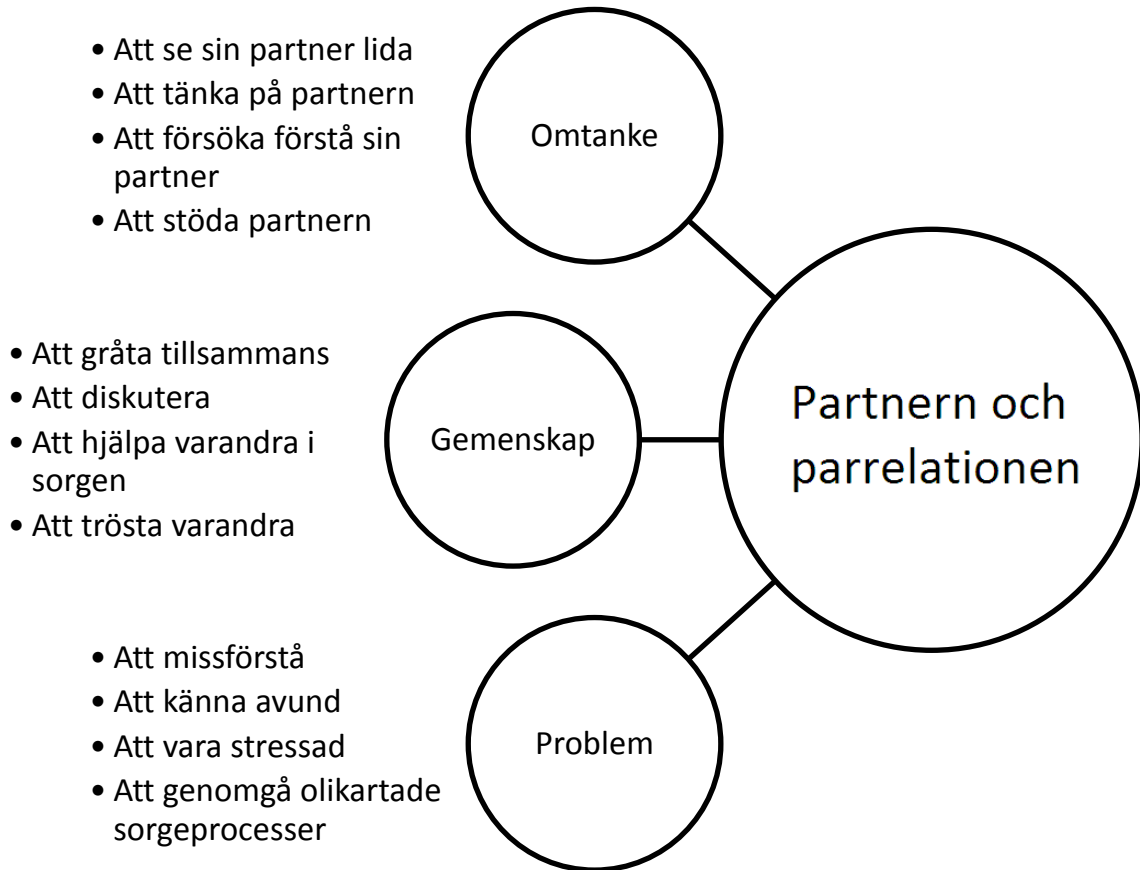 • Att se sin partner lida
• Att tänka på partnern
• Att försöka förstå sin
partner
• Att stöda partnern
Omtanke
• Att gråta tillsammans
• Att diskutera
• Att hjälpa varandra i
sorgen
• Att trösta varandra
Gemenskap
Partnern och
parrelationen
• Att missförstå
• Att känna avund
• Att vara stressad
• Att genomgå olikartade
sorgeprocesser
Problem